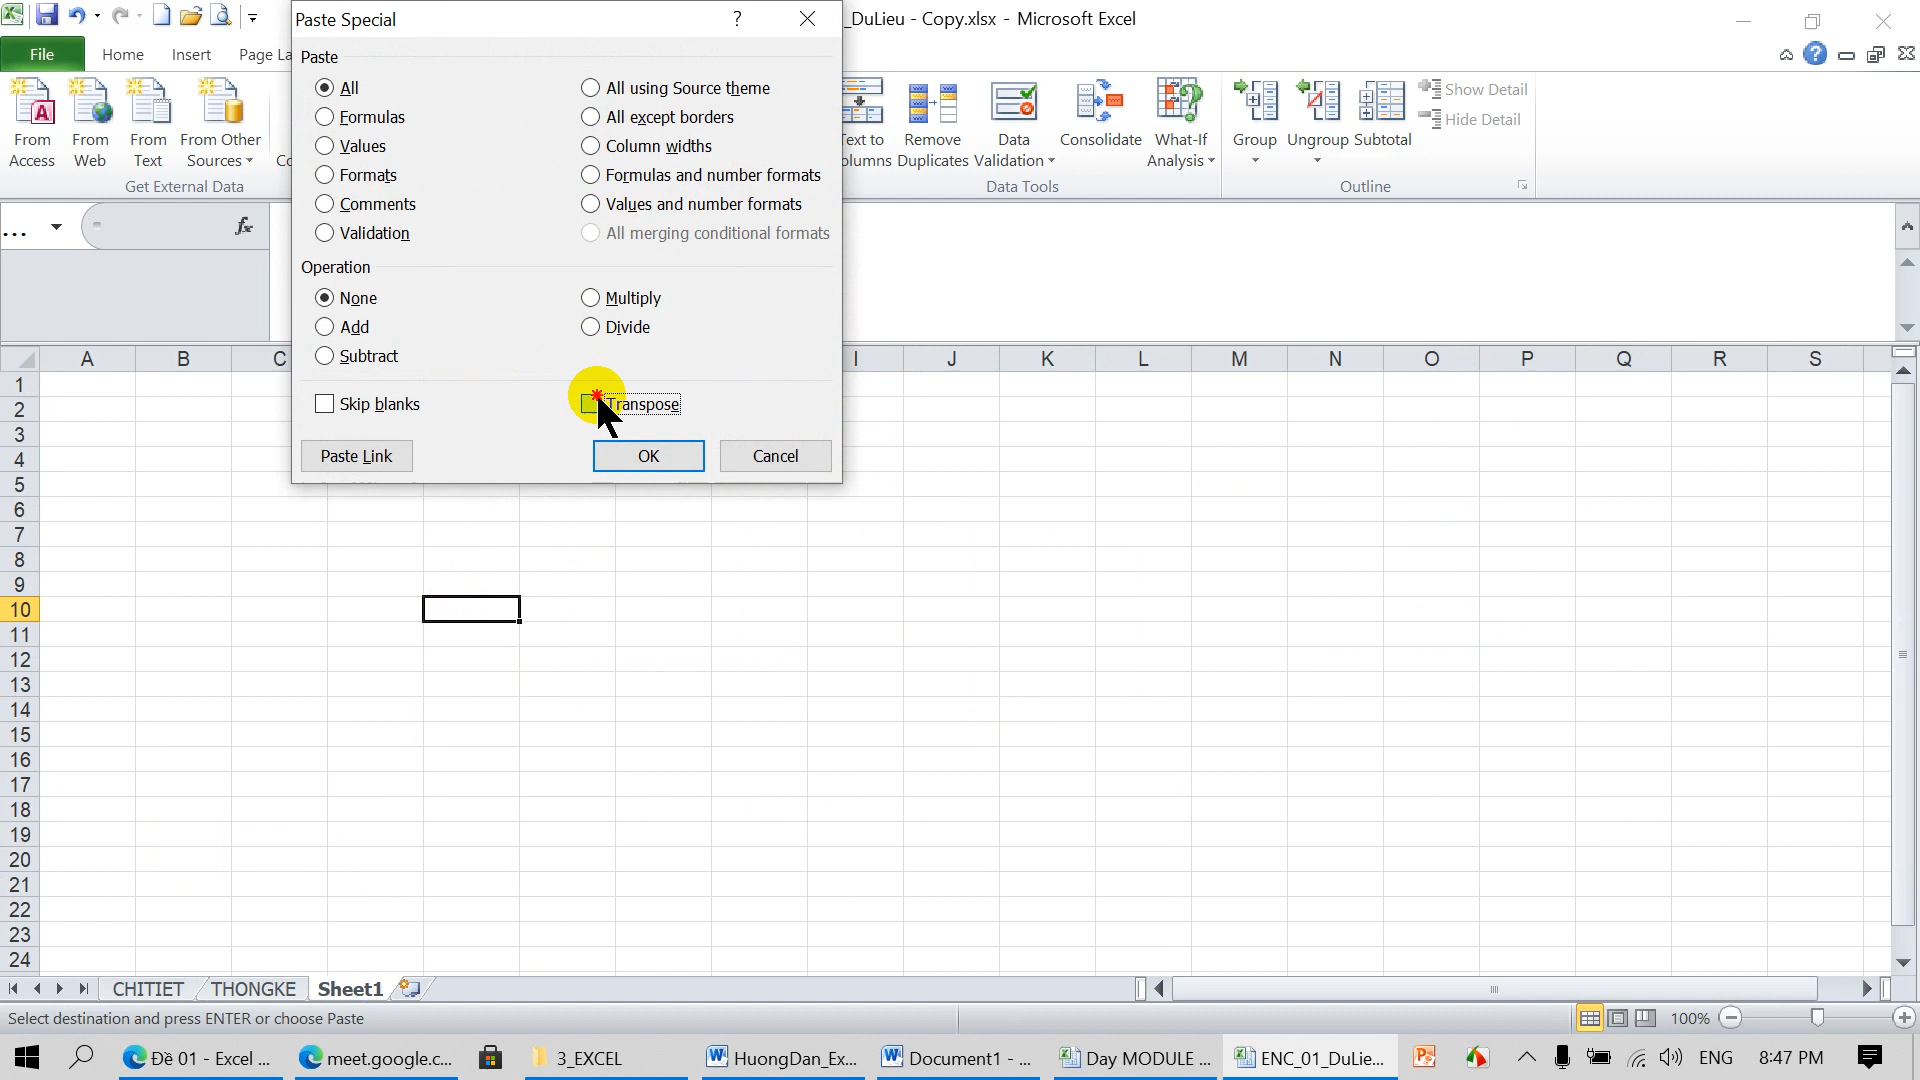 Paste Special
?
_DuLieu - Copy.xlsx - Microsoft Excel
File
Home
Insert
Page La
Paste
All
Formulas
Values
Formats
Comments
Validation
All using Source theme
All except borders
Column widths
Formulas and number formats
Values and number formats
All merging conditional formats
Operation
None
Add
Subtract
Multiply
Divide
Skip blanks
Transpose
Paste Link
OK
Cancel
From Access
From Web
From Text
From Other Sources
Get External Data
Text to
olumns
Remove Duplicates
Data Validation
Consolidate
What-If Analysis
Data Tools
Group
Ungroup
Subtotal
Show Detail
Hide Detail
Outline
...
fx
A B C I J K L M N O P Q R S
1
2
3
4
5
6
7
8
9
10
11
12
13
14
15
16
17
18
19
20
21
22
23
24
CHITIET THONGKE Sheet1
Select destination and press ENTER or choose Paste
100%
Đề 01 - Excel ...
meet.google.c...
3_EXCEL
HuongDan_Ex...
Document1 - ...
Day MODULE ...
ENC_01_DuLie...
ENG
8:47 PM